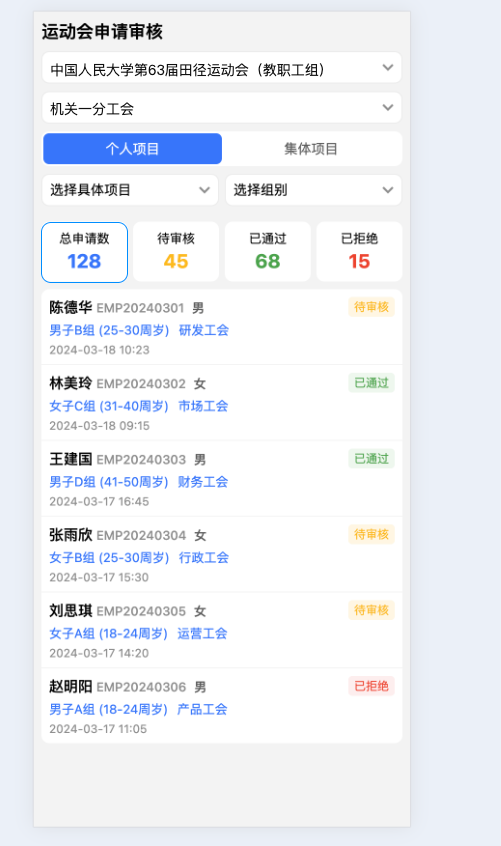 运动会申请审核
中国人民大学第63届田径运动会（教职工组）
机关一分工会
个人项目 集体项目
选择具体项目 选择组别
总申请数 待审核 已通过 已拒绝
128 45 68 15
陈德华 EMP20240301 男 待审核
男子B组 (25-30周岁) 研发工会
2024-03-18 10:23
林美玲 EMP20240302 女 已通过
女子C组 (31-40周岁) 市场工会
2024-03-18 09:15
王建国 EMP20240303 男 已通过
男子D组 (41-50周岁) 财务工会
2024-03-17 16:45
张雨欣 EMP20240304 女 待审核
女子B组 (25-30周岁) 行政工会
2024-03-17 15:30
刘思琪 EMP20240305 女 待审核
女子A组 (18-24周岁) 运营工会
2024-03-17 14:20
赵明阳 EMP20240306 男 已拒绝
男子A组 (18-24周岁) 产品工会
2024-03-17 11:05